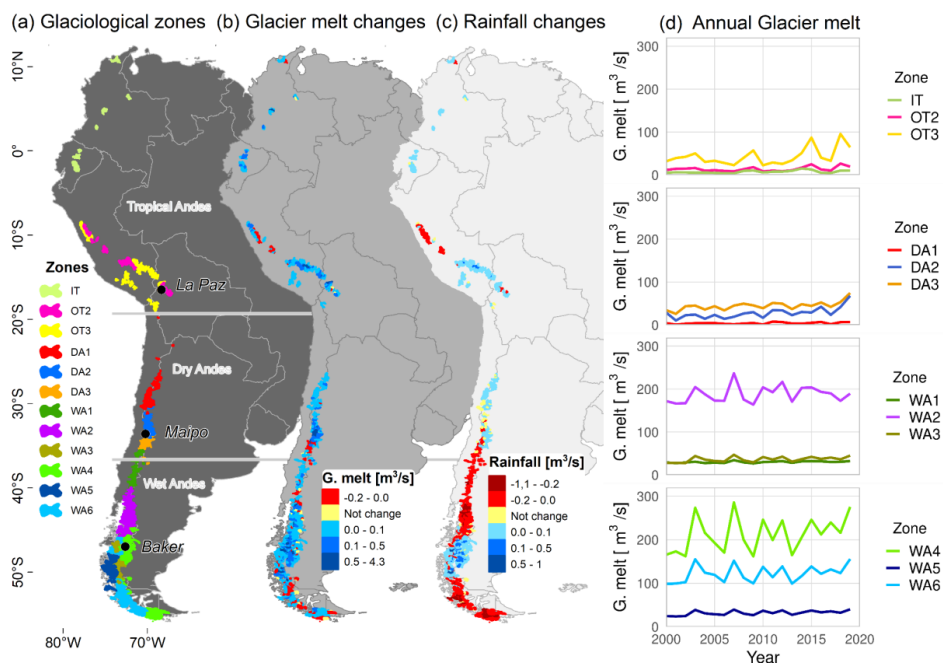 (a) Glaciological zones
(b) Glacier melt changes
(c) Rainfall changes
(d) Annual Glacier melt
10°N
0°
10°S
20°S
30°S
40°S
50°S
80°W
70°W
Tropical Andes
La Paz
Dry Andes
Maipo
Wet Andes
Baker
Zones
IT
OT2
OT3
DA1
DA2
DA3
WA1
WA2
WA3
WA4
WA5
WA6
G. melt [m³/s]
-0.2 - 0.0
Not change
0.0 - 0.1
0.1 - 0.5
0.5 - 4.3
Rainfall [m³/s]
-1,1 - -0.2
-0.2 - 0.0
Not change
0.0 - 0.1
0.1 - 0.5
0.5 - 1
G. melt [ m³ /s]
300
200
100
0
Zone
IT
OT2
OT3
G. melt [ m³ /s]
300
200
100
0
Zone
DA1
DA2
DA3
G. melt [ m³ /s]
300
200
100
0
Zone
WA1
WA2
WA3
G. melt [ m³ /s]
300
200
100
0
Zone
WA4
WA5
WA6
2000
2005
2010
2015
2020
Year